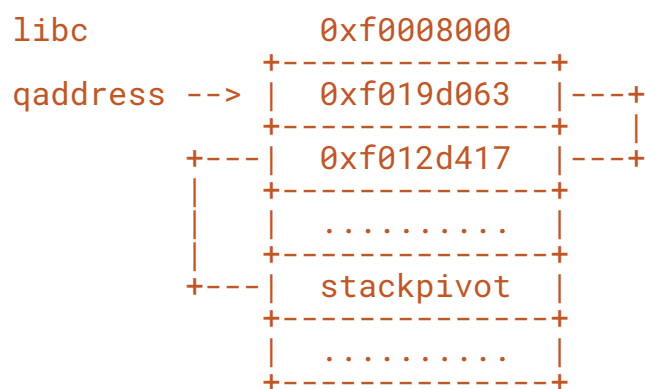 libc 0xf0008000
qaddress --> | 0xf019d063 |---+
+---| 0xf012d417 |---+
| .......... |
+---| stackpivot |
| .......... |